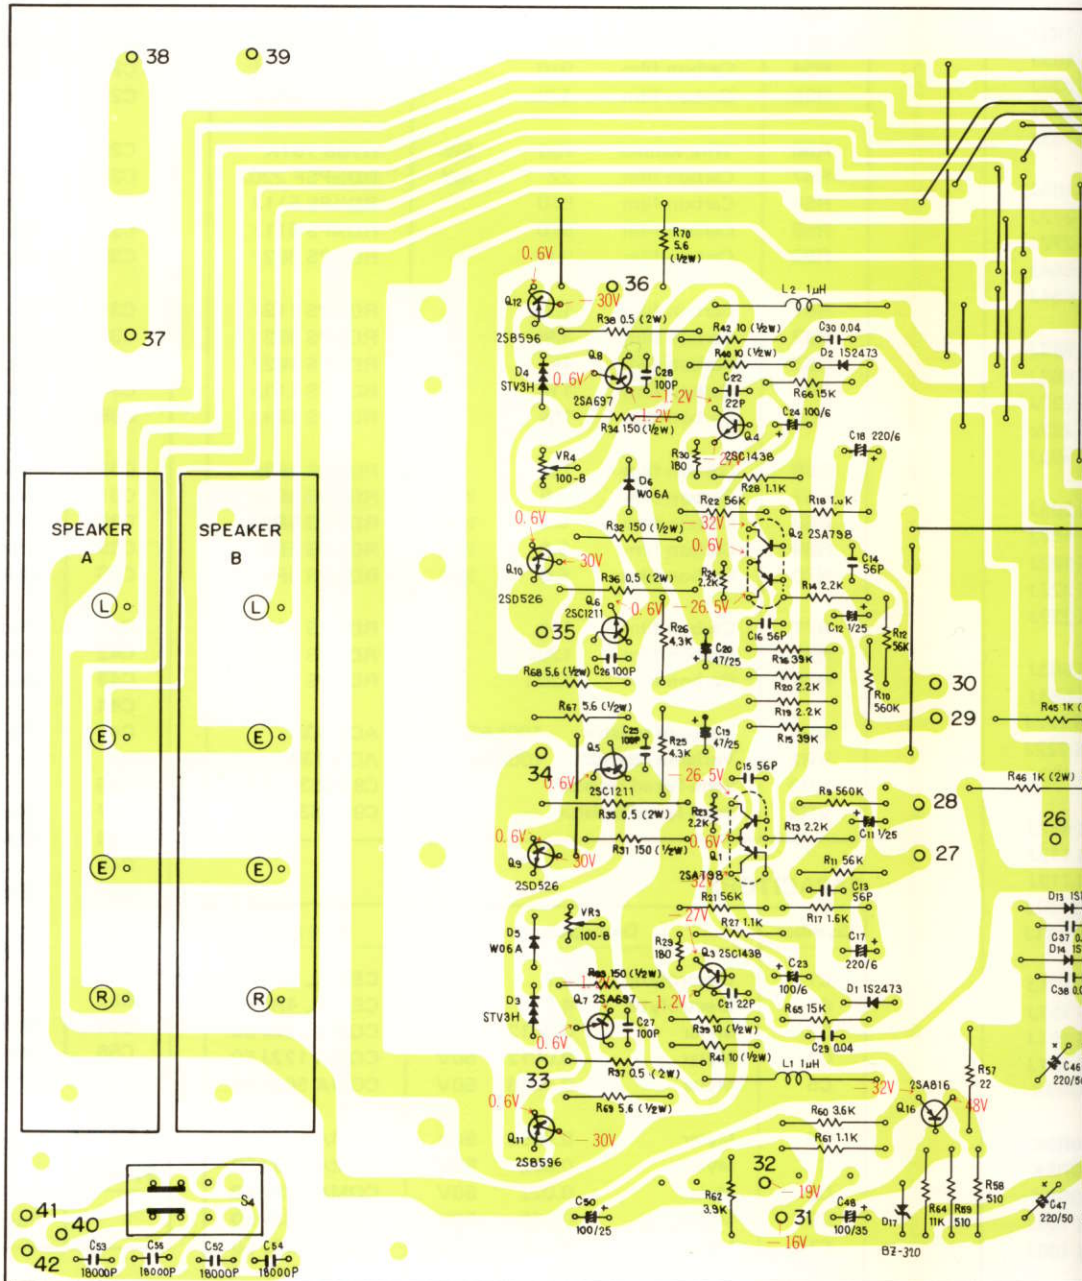 38
39
R70
5.6
(½W)
0.6V
36
L2 1μH
Q12
-30V
37
R38 0.5 (2W)
R42 10 (½W)
C30 0.04
2SB596
Q8
R40 10 (½W)
D2 1S2473
D4
STV3H
0.6V
C28
100P
C22
22P
R66 15K
2SA697
-1.2V
-1.2V
C24 100/6
R34 150 (½W)
Q4
C18 220/6
2SC1438
VR4
100-B
R30
180
-27V
D6
W06A
R28 1.1K
SPEAKER
A
SPEAKER
B
0.6V
R22 56K
R18
R32 150 (½W)
-32V
Q2 2SA798
0.6V
Q10
30V
C14
56P
R24
2.2K
R36 0.5 (2W)
R14 2.2K
2SD526
Q6
2SC1211
0.6V
-26.5V
L
L
C12 1/25
R12
56K
35
R26
4.3K
C16 56P
C20
47/25
R16 39K
C26 100P
R68 5.6 (½W)
R10
560K
R20 2.2K
30
R67 5.6 (½W)
R19 2.2K
29
R45 1K
E
E
C25
100P
R25
4.3K
C19
47/25
R15 39K
Q5
34
-26.5V
C15 56P
0.6V
2SC1211
R46 1K (2W)
R35 0.5 (2W)
R23
2.2K
R9 560K
28
C11 1/25
26
0.6V
R31 150 (½W)
0.6V
R13 2.2K
Q9
30V
Q1
27
E
E
2SD526
2SA798
32V
R11 56K
C13
56P
R21 56K
D13
R17 1.6K
VR3
100-B
-27V
R27 1.1K
D5
W06A
R29
180
C17
220/6
C37
D14
Q3 2SC1438
C23
100/6
R33 150 (½W)
C38
R
R
D3
STV3H
Q7 2SA697
-1.2V
C21 22P
D1 1S2473
R65 15K
C27
100P
R39 10 (½W)
0.6V
R41 10 (½W)
C29 0.04
33
R37 0.5 (2W)
L1 1μH
C46
220/50
R57
22
-32V
2SA816
0.6V
R69 5.6 (½W)
Q16
48V
R60 3.6K
Q11
-30V
R61 1.1K
2SB596
S4
32
-19V
R62
3.9K
R58
510
41
40
C50
100/25
31
-16V
C48
100/35
D17
R64
11K
R59
510
C47
220/50
42
C53
18000P
C56
18000P
C52
18000P
C54
18000P
BZ-310